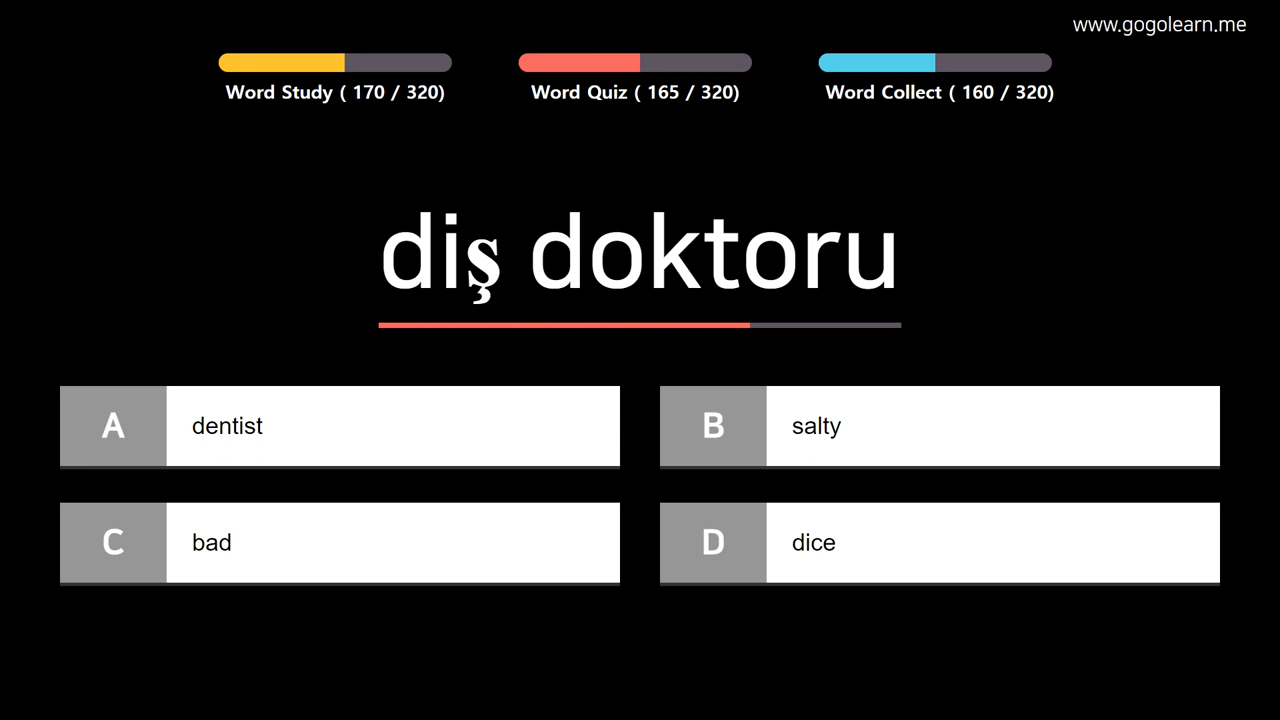 www.gogolearn.me
Word Study ( 170 / 320)
Word Quiz ( 165 / 320)
Word Collect ( 160 / 320)
diş doktoru
A dentist
B salty
C bad
D dice